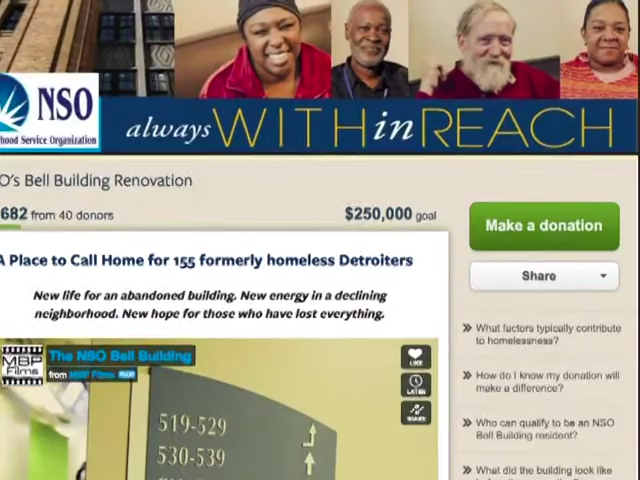 NSO
hood Service Organization
always WITHinREACH
O's Bell Building Renovation
682 from 40 donors
$250,000 goal
Make a donation
Share
A Place to Call Home for 155 formerly homeless Detroiters
New life for an abandoned building. New energy in a declining
neighborhood. New hope for those who have lost everything.
MBP
Films
The NSO Bell Building
from MBP Films PLUS
LIKE
LATER
SHARE
519-529
530-539
What factors typically contribute
to homelessness?
How do I know my donation will
make a difference?
Who can qualify to be an NSO
Bell Building resident?
What did the building look like